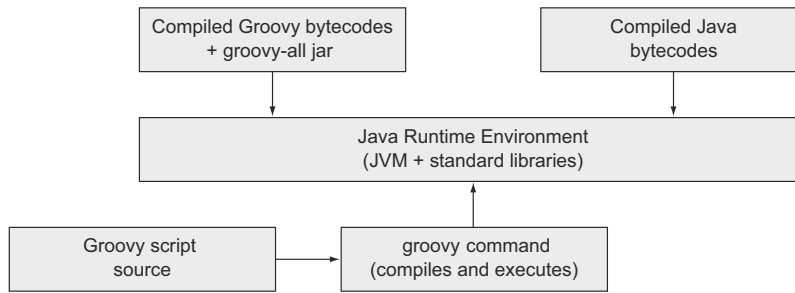 Compiled Groovy bytecodes
+ groovy-all jar
Compiled Java
bytecodes
Java Runtime Environment
(JVM + standard libraries)
Groovy script
source
groovy command
(compiles and executes)